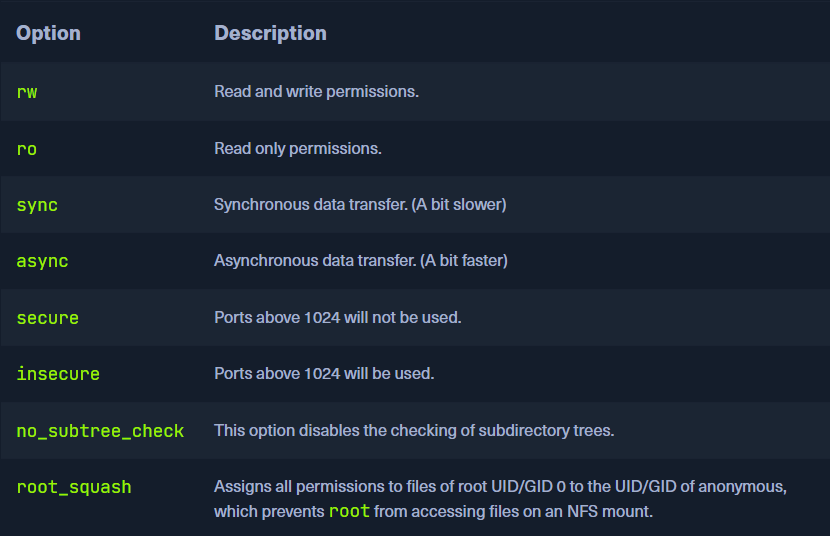 Option Description
rw Read and write permissions.
ro Read only permissions.
sync Synchronous data transfer. (A bit slower)
async Asynchronous data transfer. (A bit faster)
secure Ports above 1024 will not be used.
insecure Ports above 1024 will be used.
no_subtree_check This option disables the checking of subdirectory trees.
root_squash Assigns all permissions to files of root UID/GID 0 to the UID/GID of anonymous,
which prevents root from accessing files on an NFS mount.